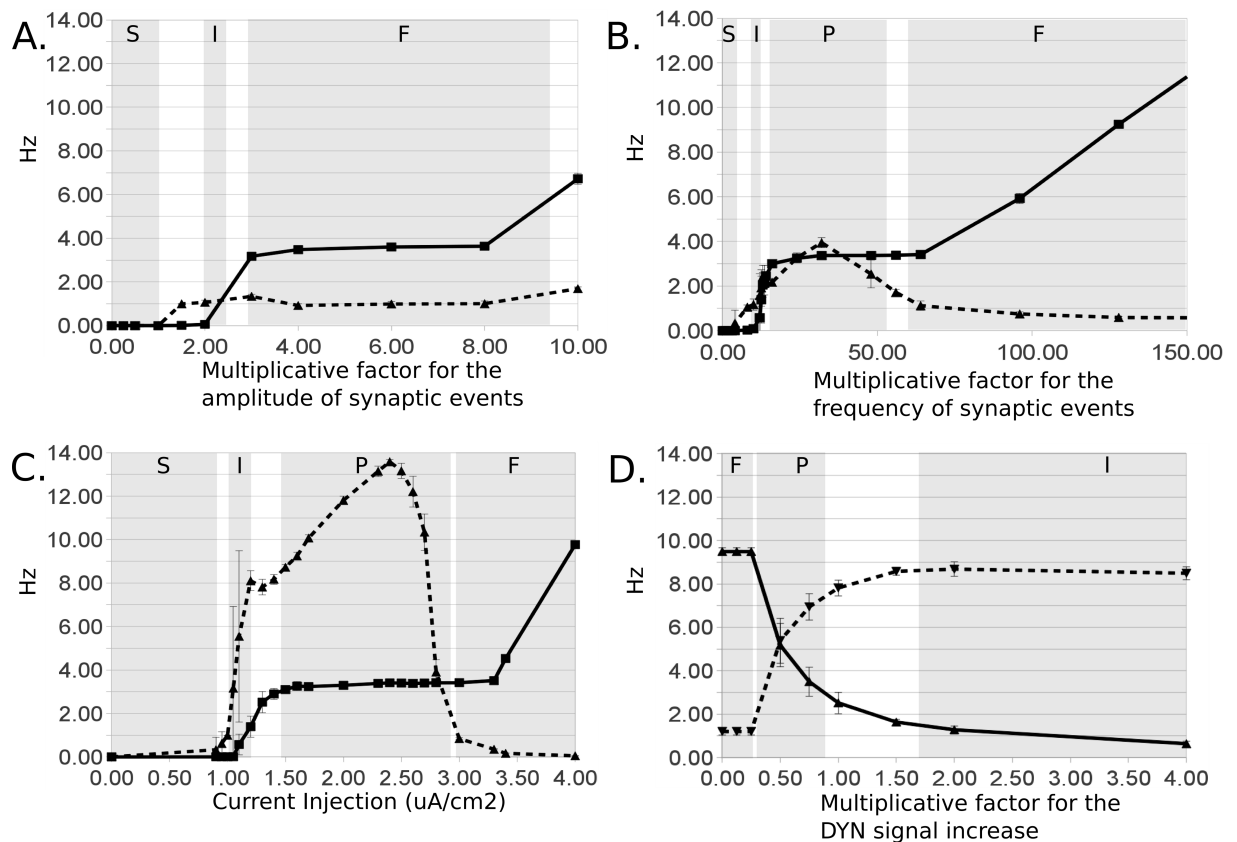 A.
S I F
14.00
12.00
10.00
8.00
6.00
4.00
2.00
0.00
Hz
0.00 2.00 4.00 6.00 8.00 10.00
Multiplicative factor for the
amplitude of synaptic events
B.
S I P F
14.00
12.00
10.00
8.00
6.00
4.00
2.00
0.00
Hz
0.00 50.00 100.00 150.00
Multiplicative factor for the
frequency of synaptic events
C.
S I P F
14.00
12.00
10.00
8.00
6.00
4.00
2.00
0.00
Hz
0.00 0.50 1.00 1.50 2.00 2.50 3.00 3.50 4.00
Current Injection (uA/cm2)
D.
F P I
14.00
12.00
10.00
8.00
6.00
4.00
2.00
0.00
Hz
0.00 0.50 1.00 1.50 2.00 2.50 3.00 3.50 4.00
Multiplicative factor for the
DYN signal increase